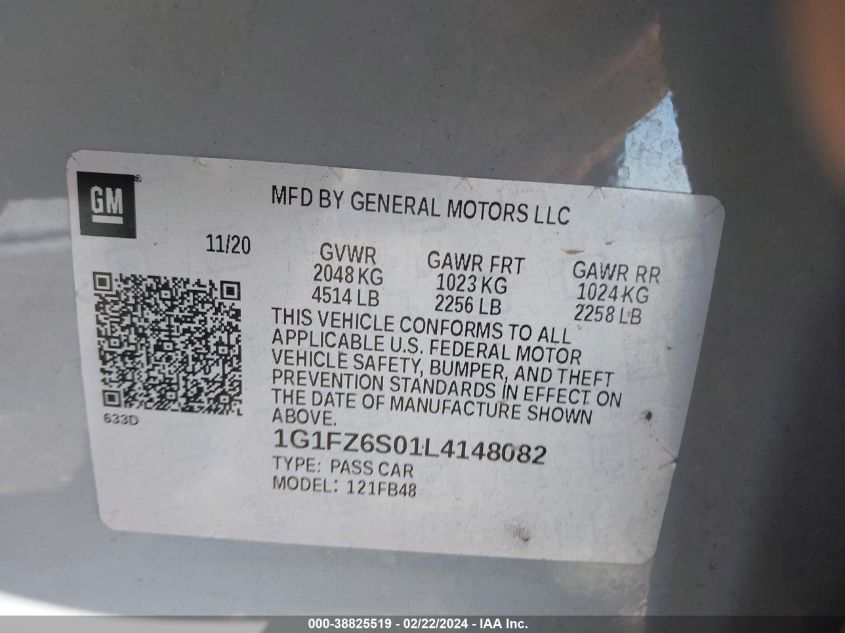 GM
MFD BY GENERAL MOTORS LLC
11/20
GVWR
2048 KG
4514 LB
GAWR FRT
1023 KG
2256 LB
GAWR RR
1024 KG
2258 LB
THIS VEHICLE CONFORMS TO ALL
APPLICABLE U.S. FEDERAL MOTOR
VEHICLE SAFETY, BUMPER, AND THEFT
PREVENTION STANDARDS IN EFFECT ON
THE DATE OF MANUFACTURE SHOWN
ABOVE.
633D
1G1FZ6S01L4148082
TYPE: PASS CAR
MODEL: 121FB48
000-38825519 - 02/22/2024 - IAA Inc.